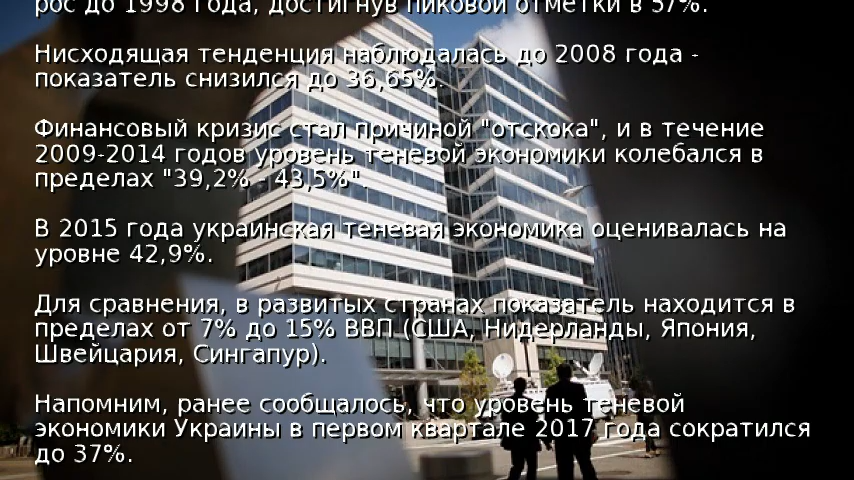 рос до 1998 года, достигнув пиковой отметки в 57%.
Нисходящая тенденция наблюдалась до 2008 года -
показатель снизился до 36,65%.
Финансовый кризис стал причиной "отскока", и в течение
2009-2014 годов уровень теневой экономики колебался в
пределах "39,2% - 43,5%".
В 2015 года украинская теневая экономика оценивалась на
уровне 42,9%.
Для сравнения, в развитых странах показатель находится в
пределах от 7% до 15% ВВП (США, Нидерланды, Япония,
Швейцария, Сингапур).
Напомним, ранее сообщалось, что уровень теневой
экономики Украины в первом квартале 2017 года сократился
до 37%.